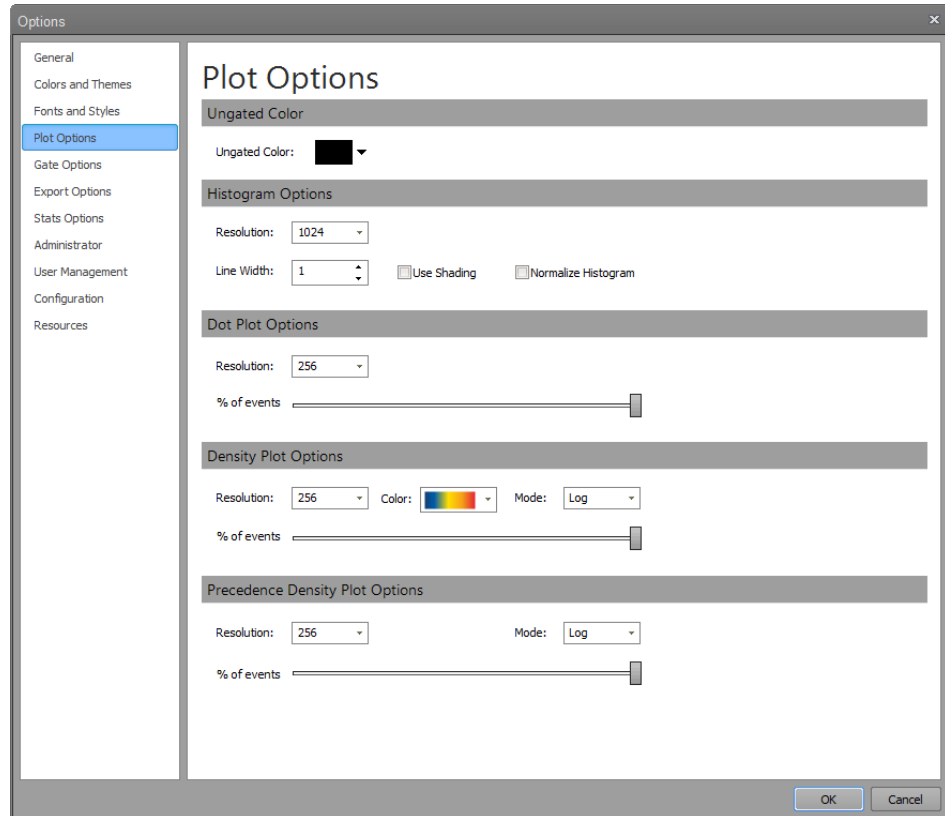 Options
General
Colors and Themes
Fonts and Styles
Plot Options
Gate Options
Export Options
Stats Options
Administrator
User Management
Configuration
Resources
Plot Options
Ungated Color
Ungated Color:
Histogram Options
Resolution: 1024
Line Width: 1 Use Shading Normalize Histogram
Dot Plot Options
Resolution: 256
% of events
Density Plot Options
Resolution: 256 Color: Mode: Log
% of events
Precedence Density Plot Options
Resolution: 256 Mode: Log
% of events
OK Cancel